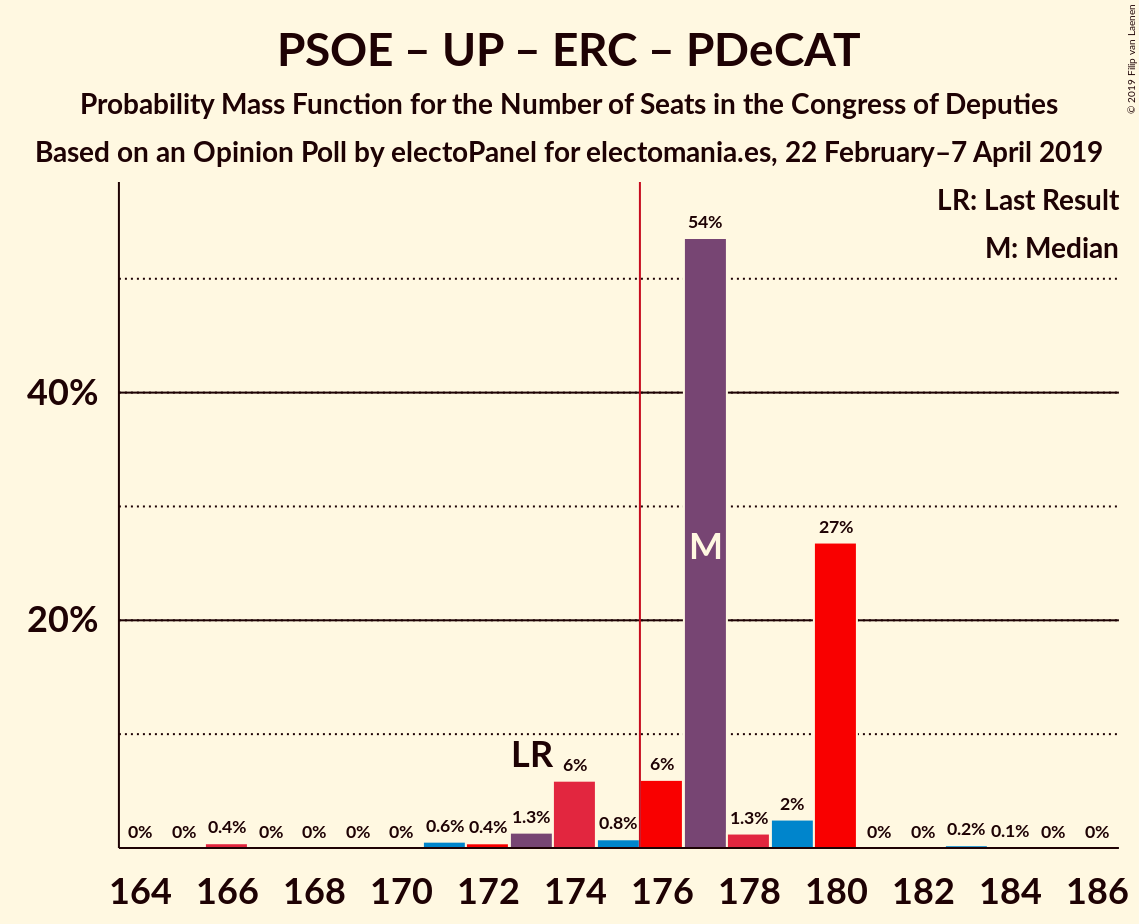 PSOE – UP – ERC – PDeCAT
Probability Mass Function for the Number of Seats in the Congress of Deputies
Based on an Opinion Poll by electoPanel for electomania.es, 22 February–7 April 2019
© 2019 Filip van Laenen
LR: Last Result
M: Median
54%
40%
27%
M
20%
LR
0% 0% 0.4% 0% 0% 0% 0% 0.6% 0.4% 1.3% 6% 0.8% 6% 1.3% 2% 0% 0% 0.2% 0.1% 0% 0%
164 166 168 170 172 174 176 178 180 182 184 186